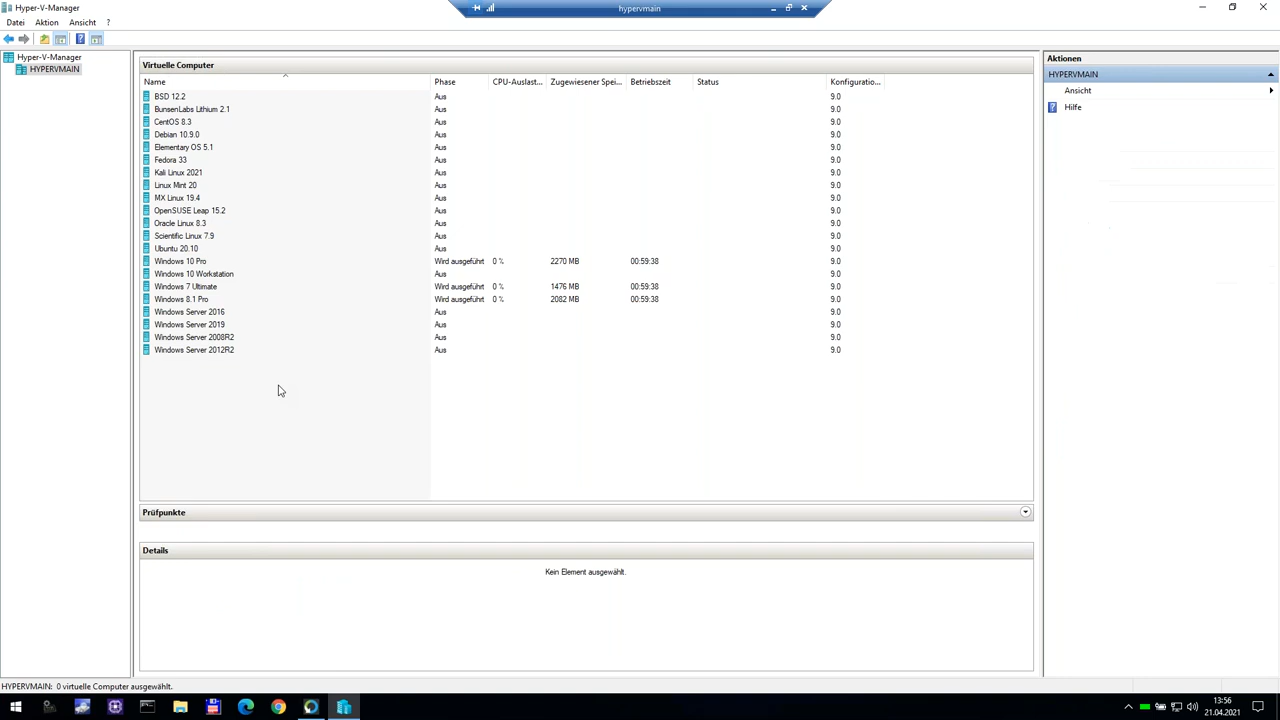 Hyper-V-Manager
hypervmain
Datei Aktion Ansicht ?
Hyper-V-Manager
HYPERVMAIN
Virtuelle Computer
Name Phase CPU-Auslast... Zugewiesener Spei... Betriebszeit Status Konfiguratio...
BSD 12.2 Aus 9.0
BunsenLabs Lithium 2.1 Aus 9.0
CentOS 8.3 Aus 9.0
Debian 10.9.0 Aus 9.0
Elementary OS 5.1 Aus 9.0
Fedora 33 Aus 9.0
Kali Linux 2021 Aus 9.0
Linux Mint 20 Aus 9.0
MX Linux 19.4 Aus 9.0
OpenSUSE Leap 15.2 Aus 9.0
Oracle Linux 8.3 Aus 9.0
Scientific Linux 7.9 Aus 9.0
Ubuntu 20.10 Aus 9.0
Windows 10 Pro Wird ausgeführt 0 % 2270 MB 00:59:38 9.0
Windows 10 Workstation Aus 9.0
Windows 7 Ultimate Wird ausgeführt 0 % 1476 MB 00:59:38 9.0
Windows 8.1 Pro Wird ausgeführt 0 % 2082 MB 00:59:38 9.0
Windows Server 2016 Aus 9.0
Windows Server 2019 Aus 9.0
Windows Server 2008R2 Aus 9.0
Windows Server 2012R2 Aus 9.0
Prüfpunkte
Details
Kein Element ausgewählt.
Aktionen
HYPERVMAIN
Ansicht
Hilfe
HYPERVMAIN: 0 virtuelle Computer ausgewählt.
13:56
21.04.2021